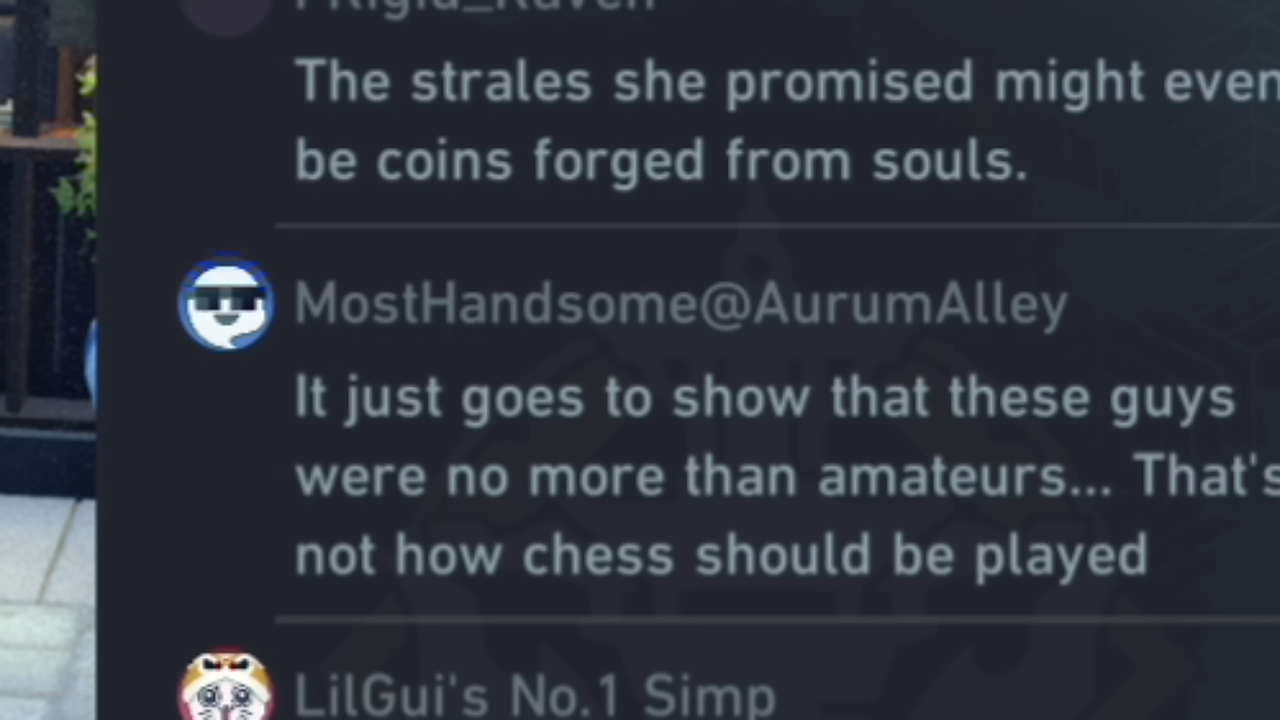 The strales she promised might even
be coins forged from souls.
MostHandsome@AurumAlley
It just goes to show that these guys
were no more than amateurs... That's
not how chess should be played
LilGui's No.1 Simp